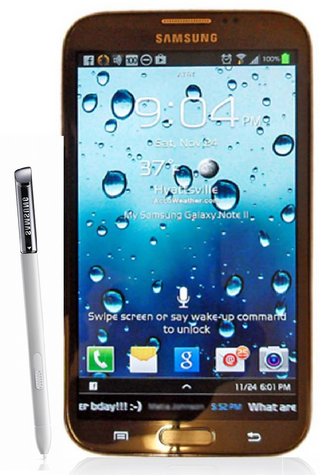 SAMSUNG
100%
AT&T
9:04 PM
Sat, Nov 24
37°
Hyattsville
AccuWeather.com
My Samsung Galaxy Note II
SAMSUNG
Swipe screen or say wake-up command
to unlock
11/24 6:01 PM
er bday!!! :-)
5:52 PM What are